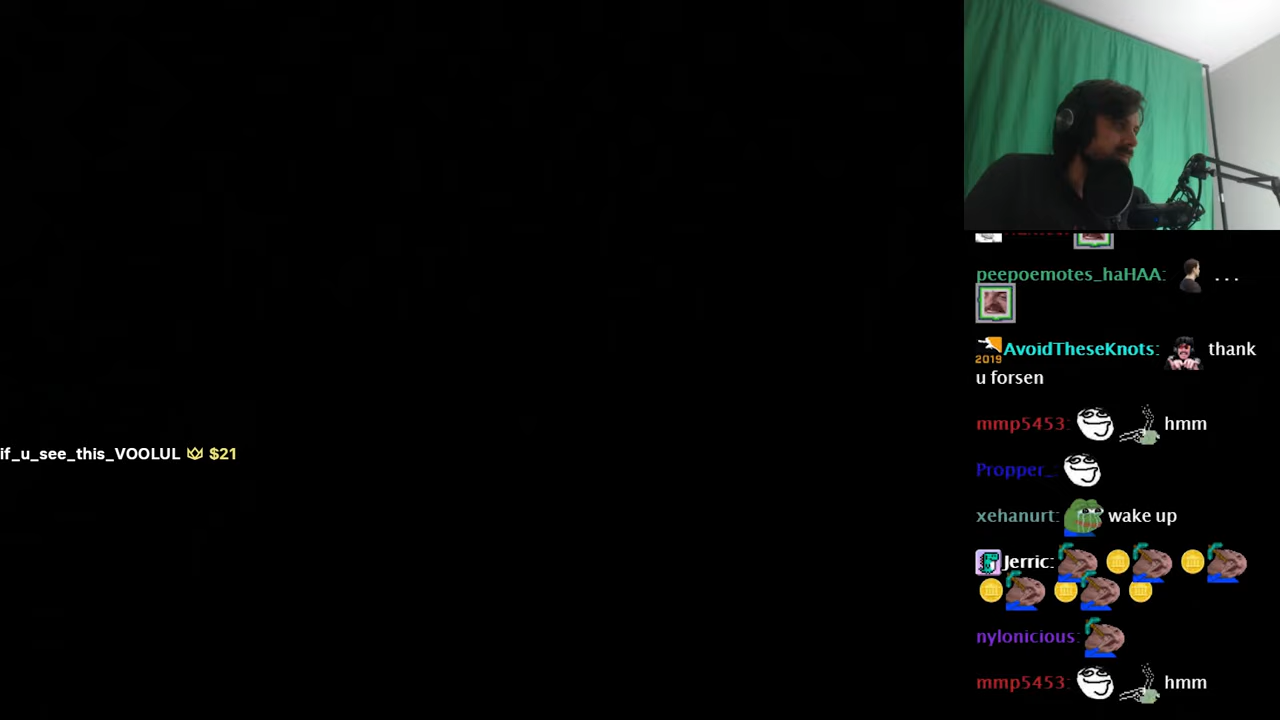 peepoemotes_haHAA: ...
2019 AvoidTheseKnots: thank
u forsen
mmp5453: hmm
if_u_see_this_VOOLUL $21
Propper_:
xehanurt: wake up
Jerric:
nylonicious:
mmp5453: hmm